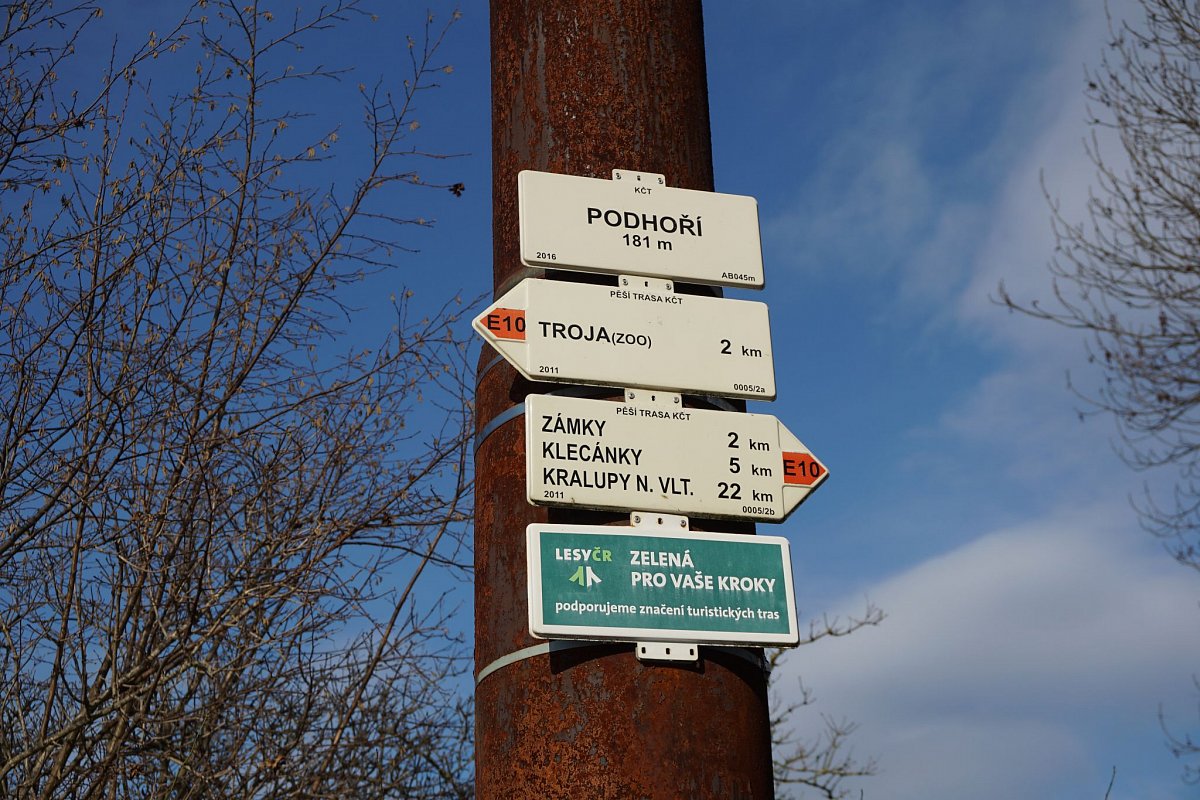 KČT
PODHOŘÍ
181 m
2016 AB045m
PĚŠÍ TRASA KČT
E10 TROJA(ZOO) 2 km
2011 0005/2a
PĚŠÍ TRASA KČT
ZÁMKY 2 km
KLECÁNKY 5 km E10
KRALUPY N. VLT. 22 km
2011 0005/2b
LESYČR ZELENÁ
PRO VAŠE KROKY
podporujeme značení turistických tras